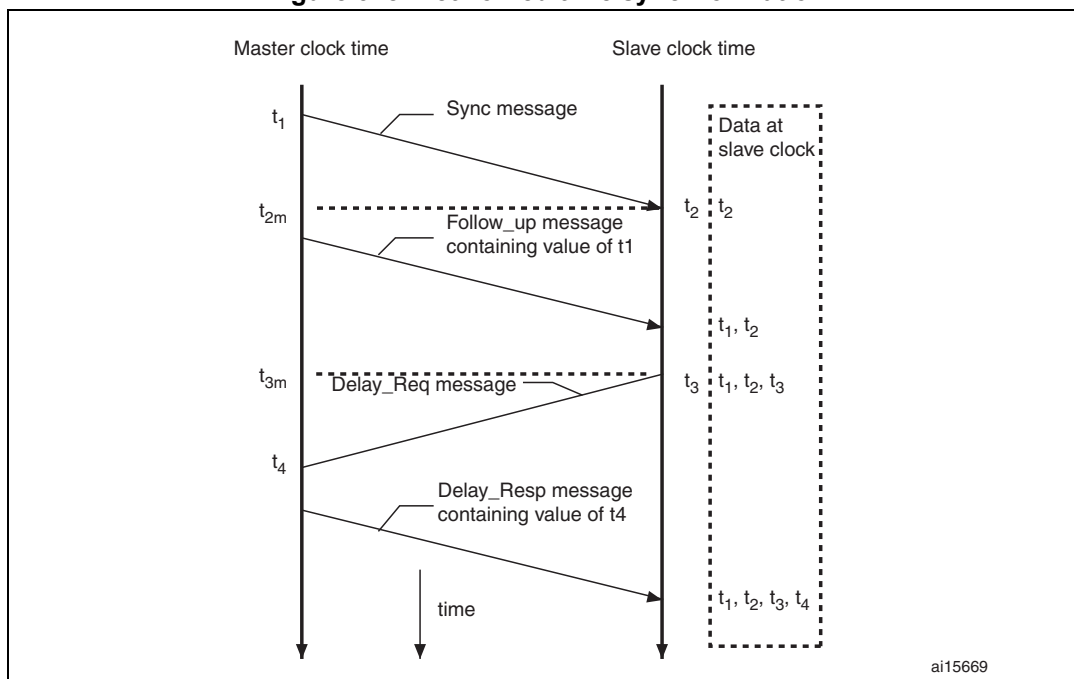 Master clock time
Slave clock time
t1
Sync message
Data at
slave clock
t2m
t2
t2
Follow_up message
containing value of t1
t1, t2
t3m
Delay_Req message
t3
t1, t2, t3
t4
Delay_Resp message
containing value of t4
t1, t2, t3, t4
time
ai15669